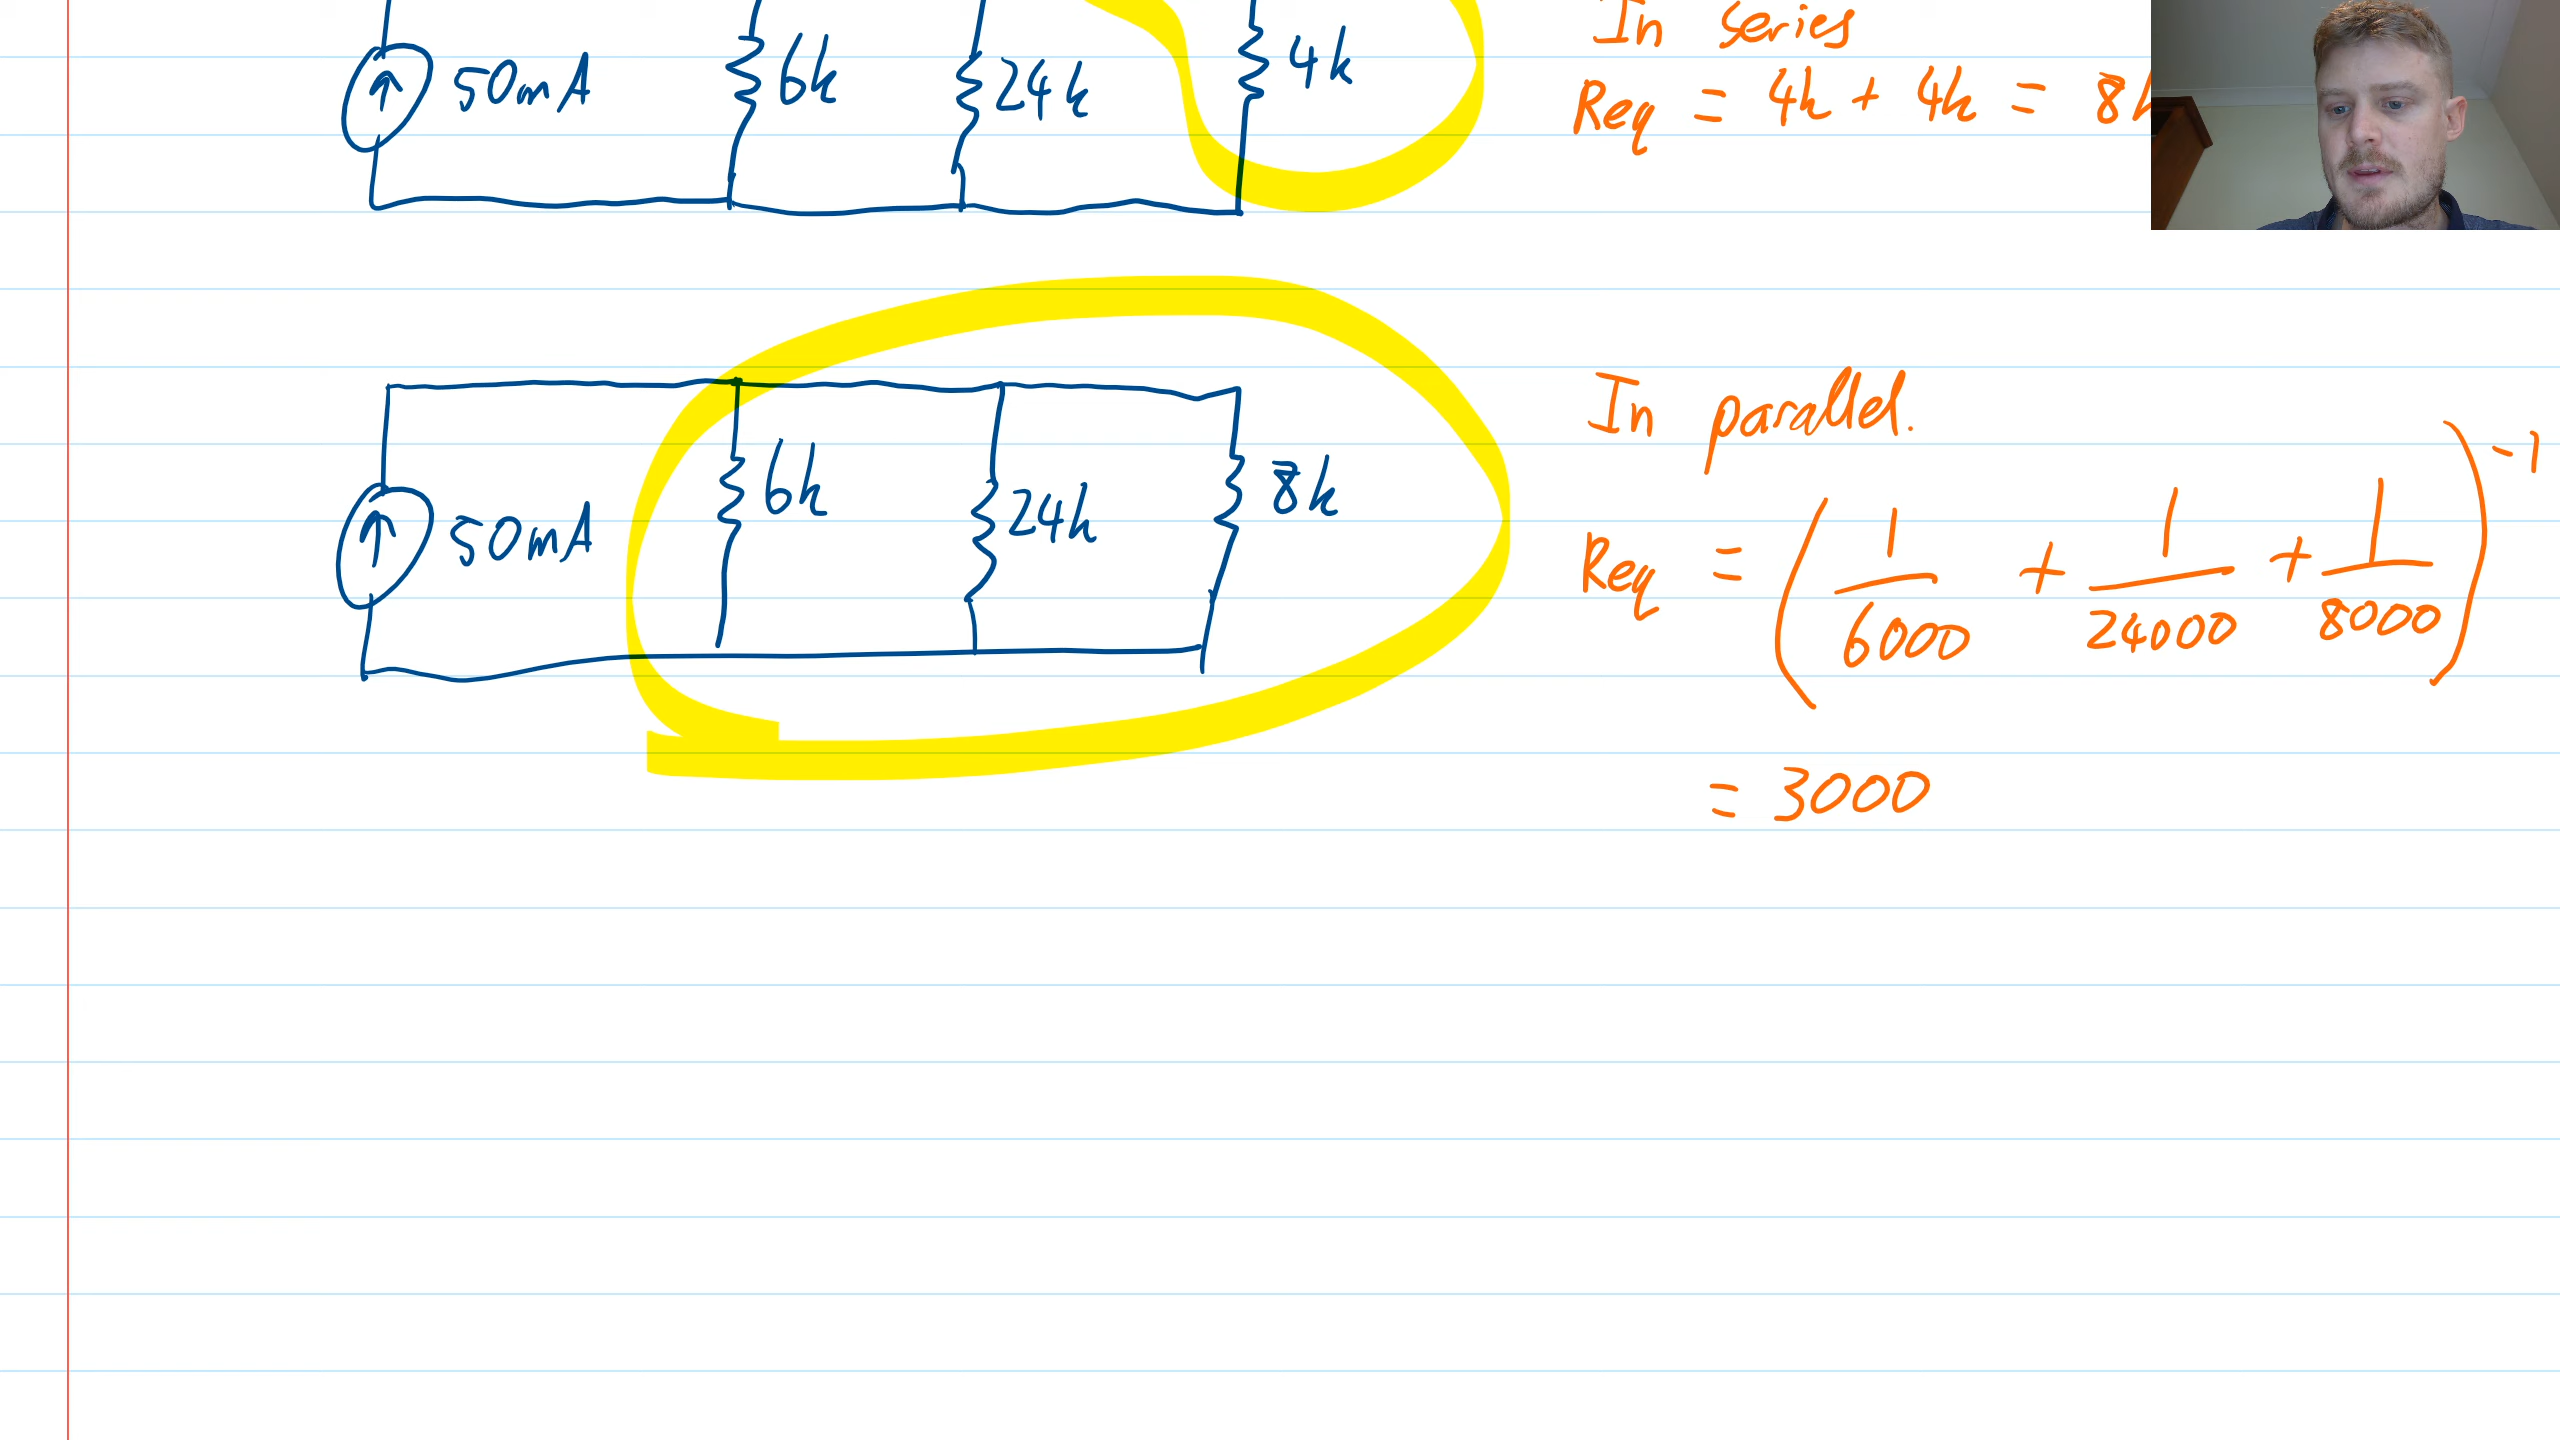 In series
50mA 6k 24k 4k
Req = 4k + 4k = 8k
In parallel.
50mA 6k 24k 8k
Req = (1/6000 + 1/24000 + 1/8000)^-1
= 3000